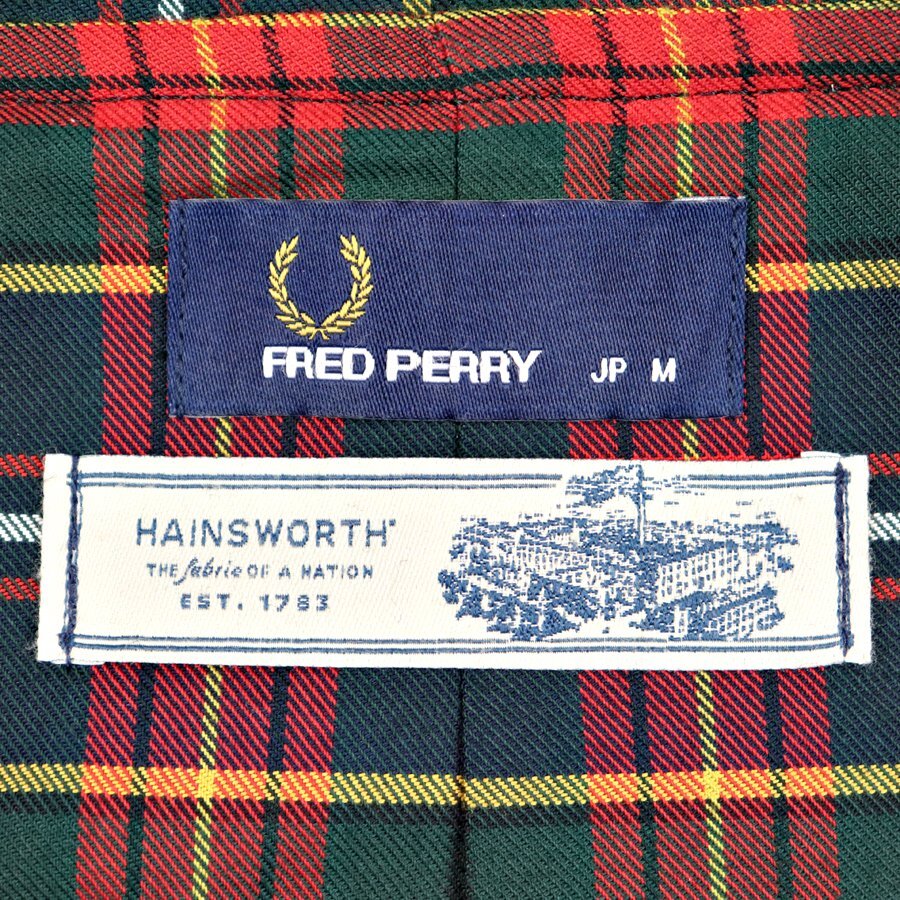 FRED PERRY JP M
HAINSWORTH
THE fabric OF A NATION
EST. 1783